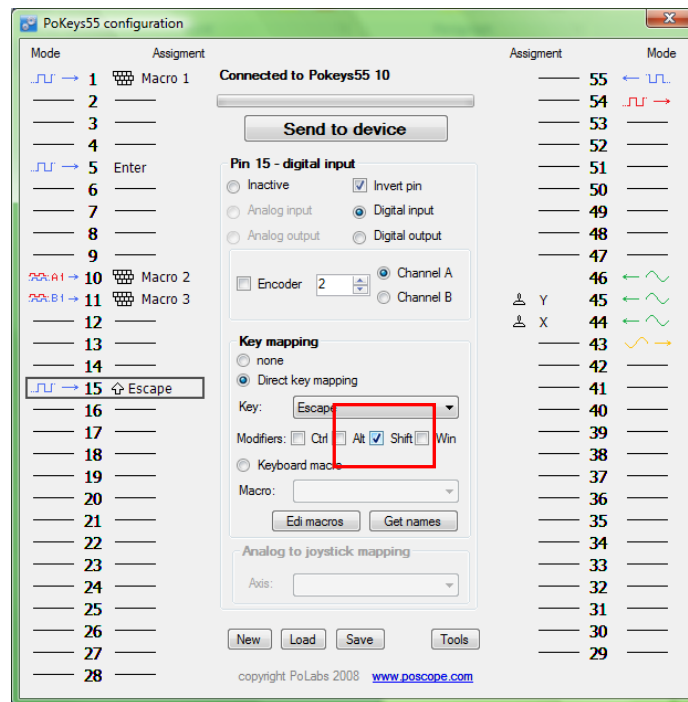 PoKeys55 configuration
Mode Assigment Assigment Mode
1 Macro 1
2
3
4
5 Enter
6
7
8
9
A1 10 Macro 2
B1 11 Macro 3
12
13
14
15 Escape
16
17
18
19
20
21
22
23
24
25
26
27
28
Connected to Pokeys55 10
Send to device
Pin 15 - digital input
Inactive Invert pin
Analog input Digital input
Analog output Digital output
Encoder 2 Channel A
Channel B
Key mapping
none
Direct key mapping
Key: Escape
Modifiers: Ctrl Alt Shift Win
Keyboard macro
Macro:
Edi macros Get names
Analog to joystick mapping
Axis:
New Load Save Tools
copyright PoLabs 2008 www.poscope.com
55
54
53
52
51
50
49
48
47
46
Y 45
X 44
43
42
41
40
39
38
37
36
35
34
33
32
31
30
29